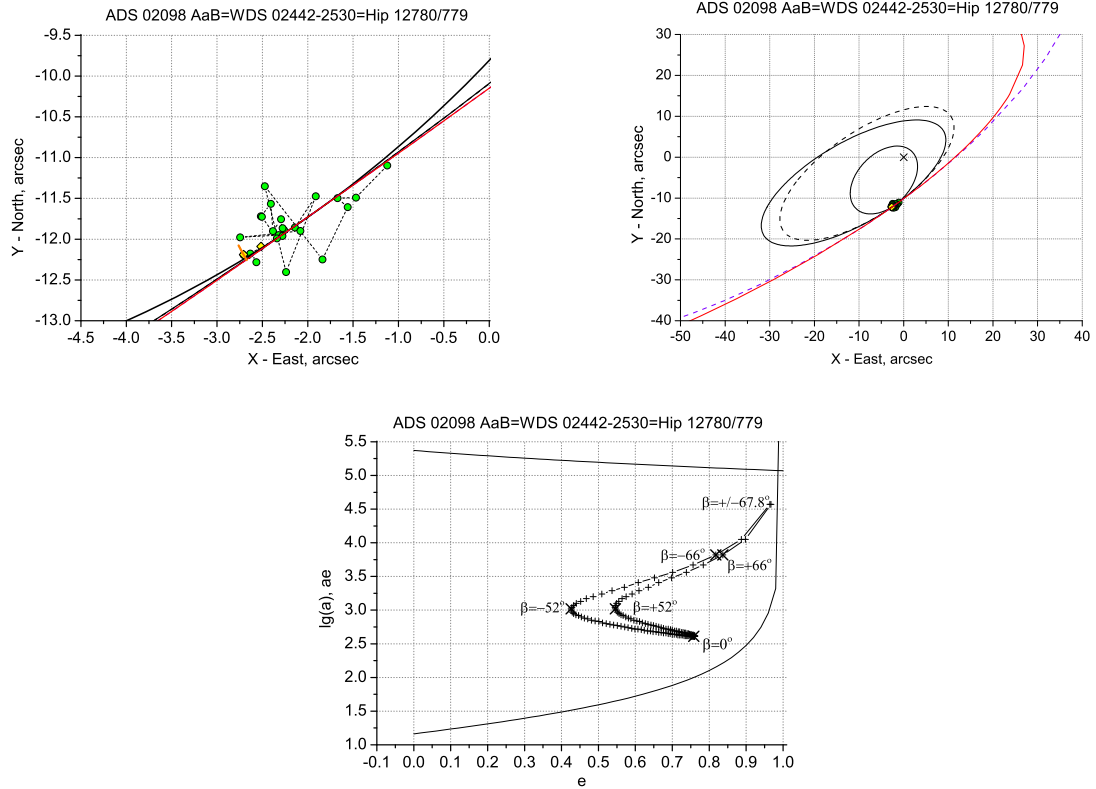 ADS 02098 AaB=WDS 02442-2530=Hip 12780/779
-9.5
-10.0
-10.5
-11.0
-11.5
-12.0
-12.5
-13.0
Y - North, arcsec
-4.5 -4.0 -3.5 -3.0 -2.5 -2.0 -1.5 -1.0 -0.5 0.0
X - East, arcsec
ADS 02098 AaB=WDS 02442-2530=Hip 12780/779
30
20
10
0
-10
-20
-30
-40
Y - North, arcsec
-50 -40 -30 -20 -10 0 10 20 30 40
X - East, arcsec
ADS 02098 AaB=WDS 02442-2530=Hip 12780/779
5.5
5.0
4.5
4.0
3.5
3.0
2.5
2.0
1.5
1.0
lg(a), ae
β=+/−67.8°
β=−66°
β=+66°
β=−52°
β=+52°
β=0°
-0.1 0.0 0.1 0.2 0.3 0.4 0.5 0.6 0.7 0.8 0.9 1.0
e